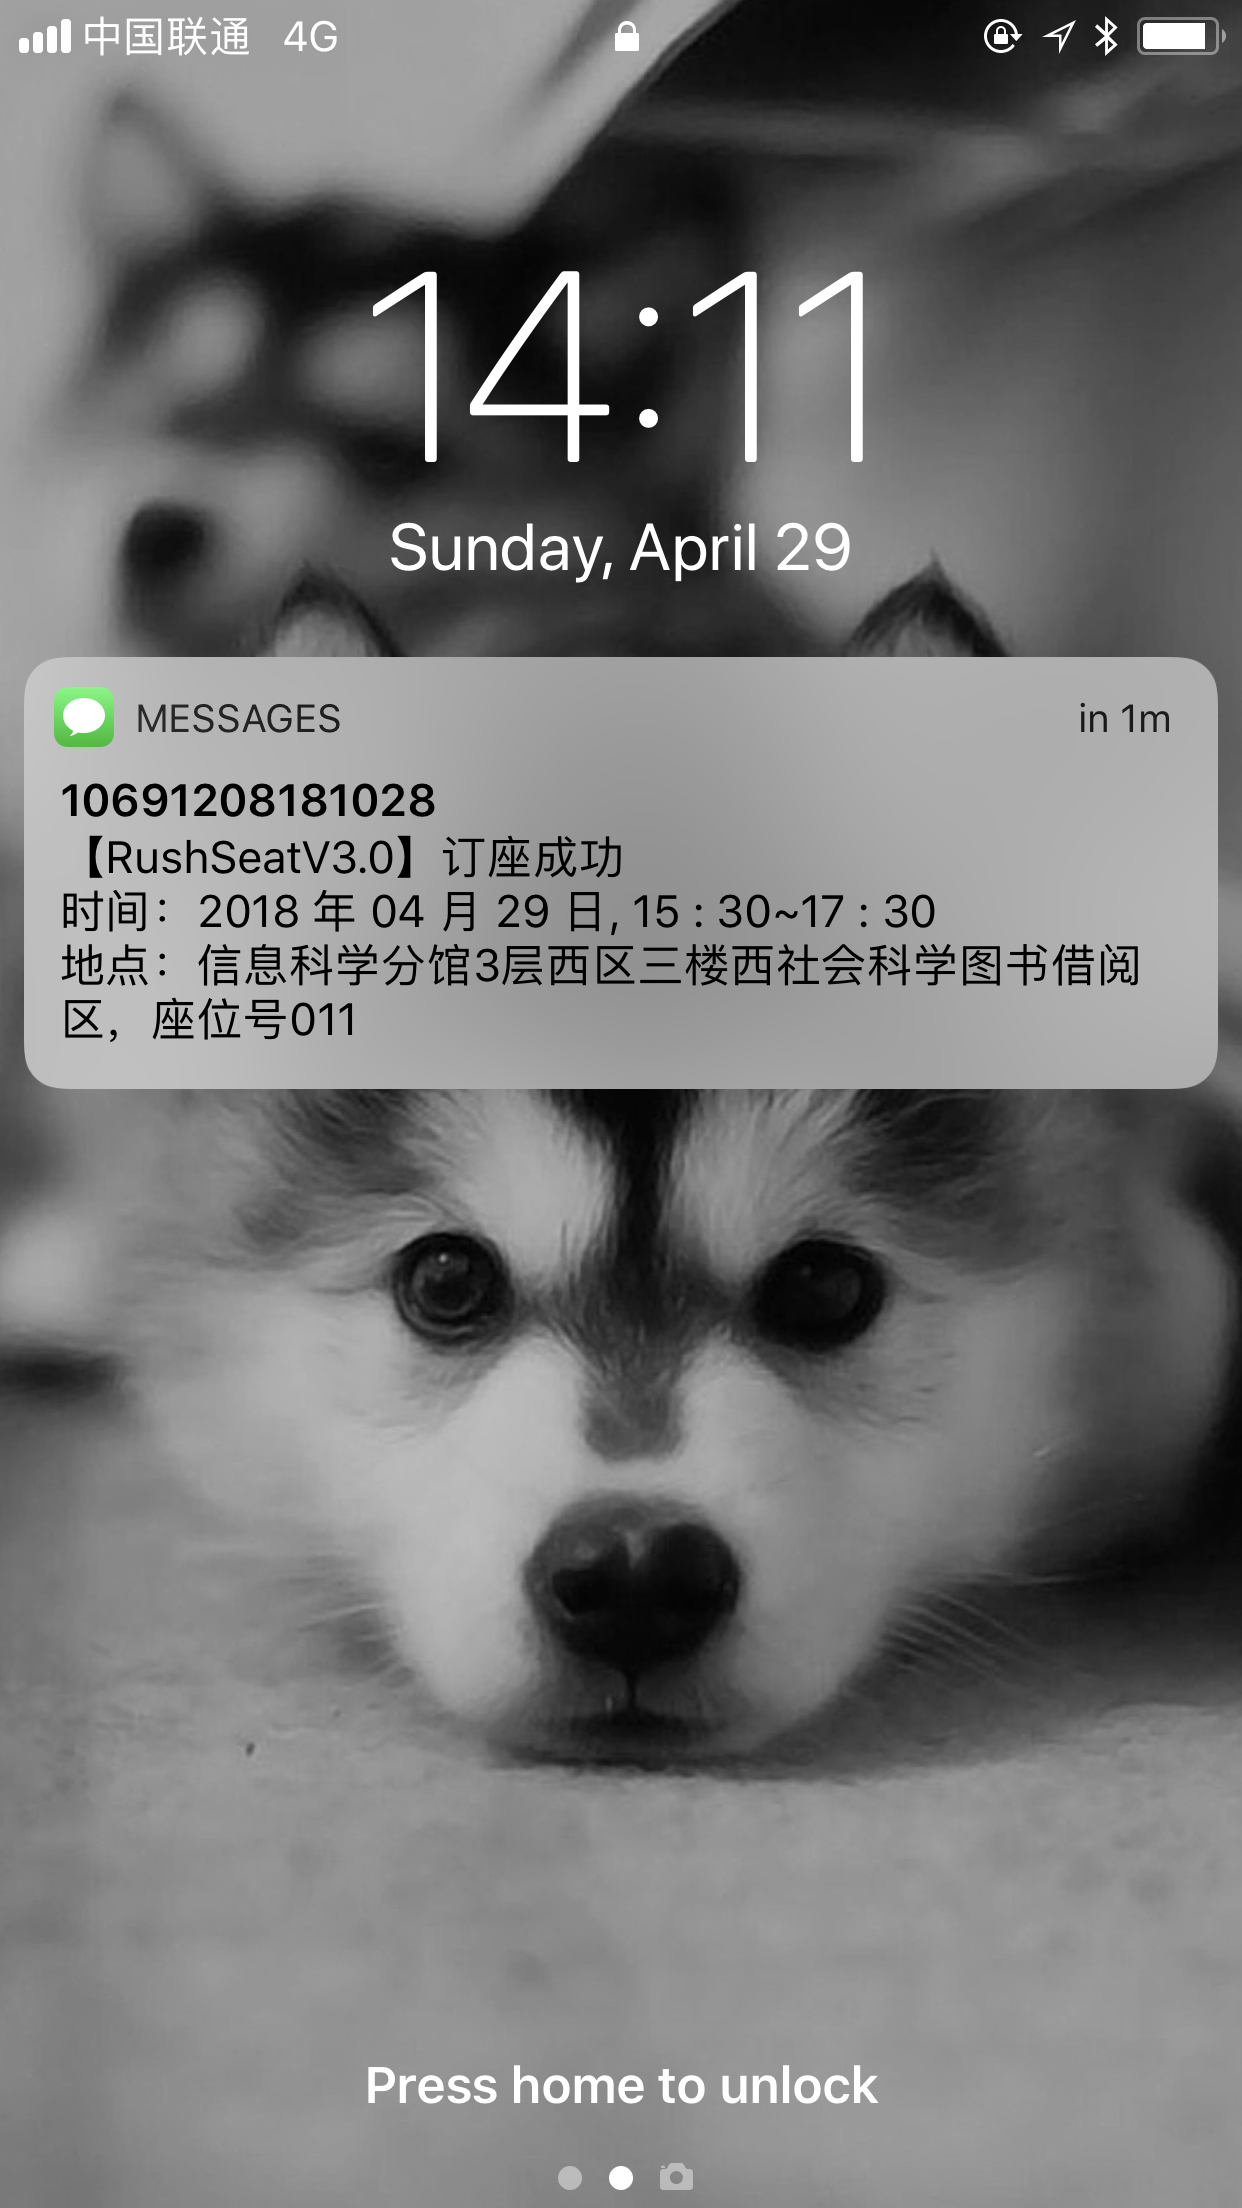 中国联通 4G
14:11
Sunday, April 29
MESSAGES in 1m
10691208181028
【RushSeatV3.0】订座成功
时间：2018 年 04 月 29 日, 15 : 30~17 : 30
地点：信息科学分馆3层西区三楼西社会科学图书借阅
区，座位号011
Press home to unlock